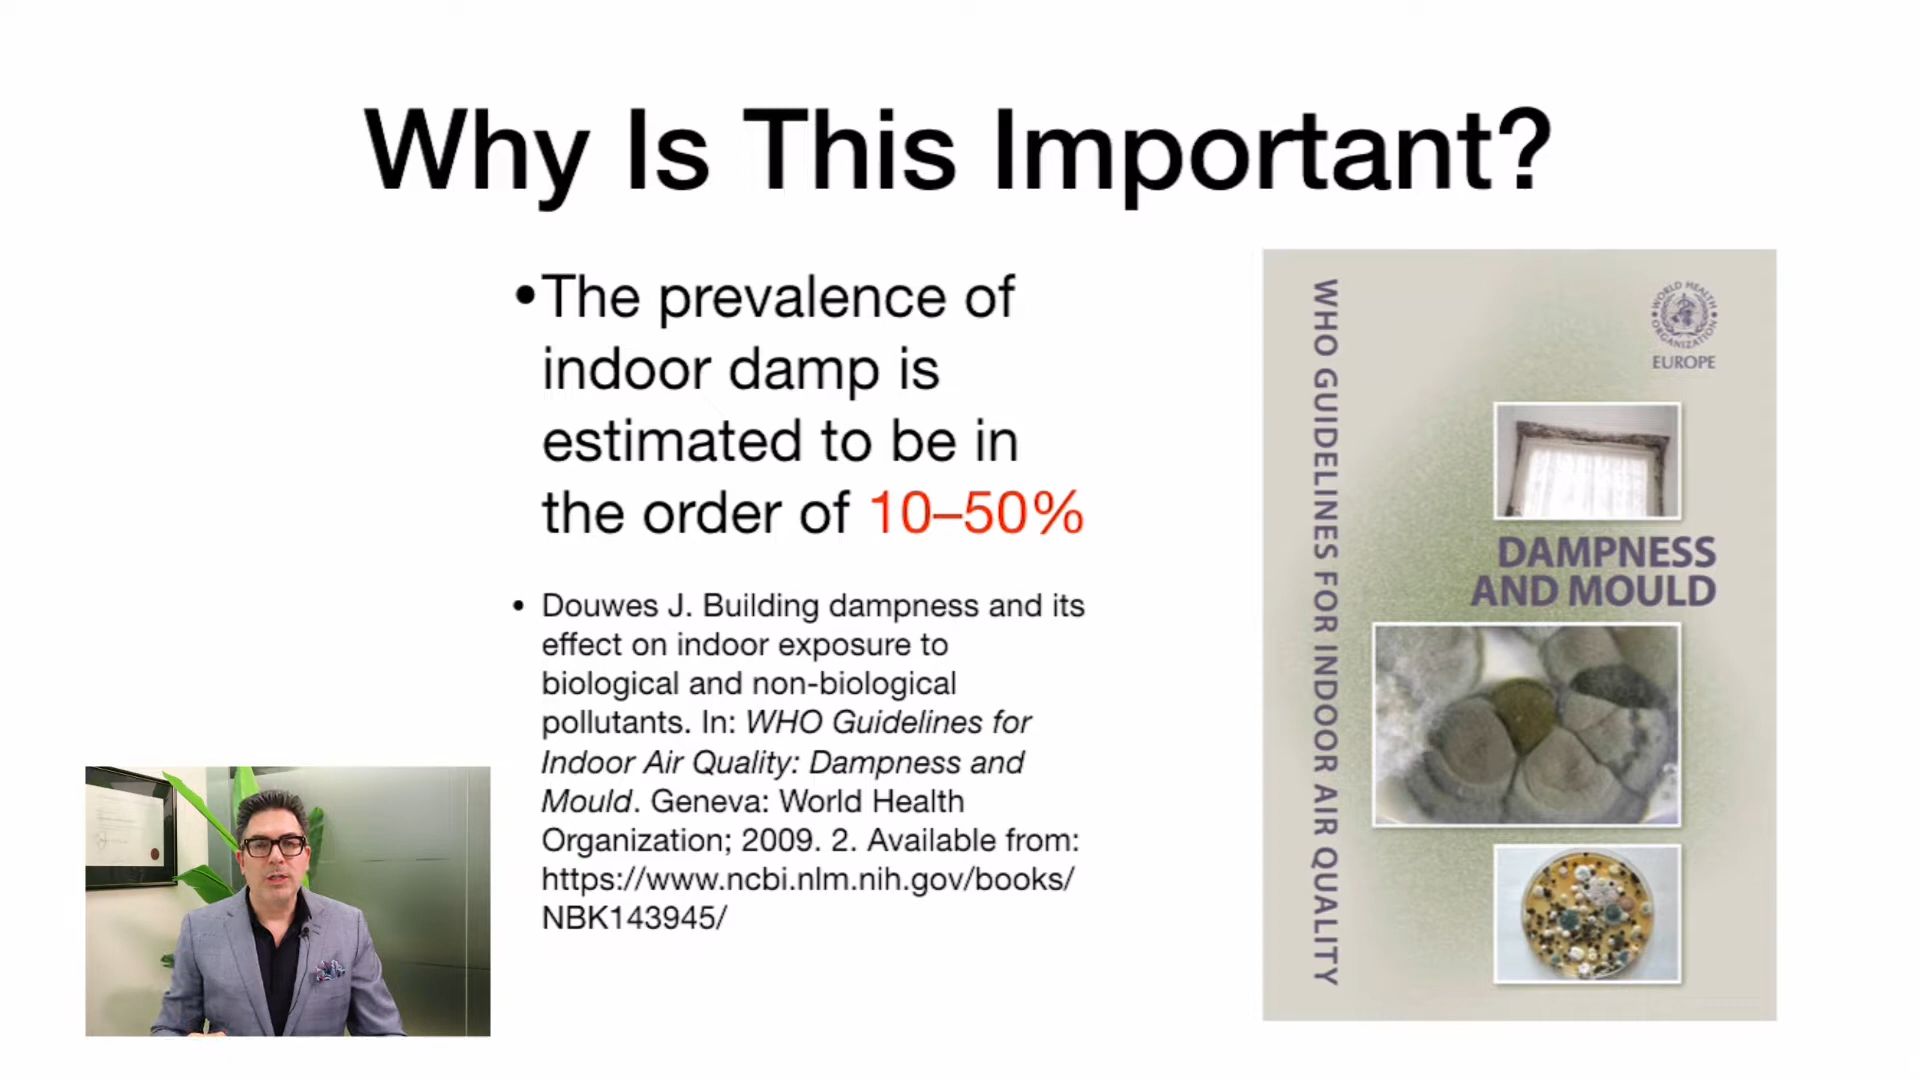 Why Is This Important?
•The prevalence of
indoor damp is
estimated to be in
the order of 10–50%
• Douwes J. Building dampness and its
effect on indoor exposure to
biological and non-biological
pollutants. In: WHO Guidelines for
Indoor Air Quality: Dampness and
Mould. Geneva: World Health
Organization; 2009. 2. Available from:
https://www.ncbi.nlm.nih.gov/books/
NBK143945/
WHO GUIDELINES FOR INDOOR AIR QUALITY
WORLD HEALTH
ORGANIZATION
EUROPE
DAMPNESS
AND MOULD